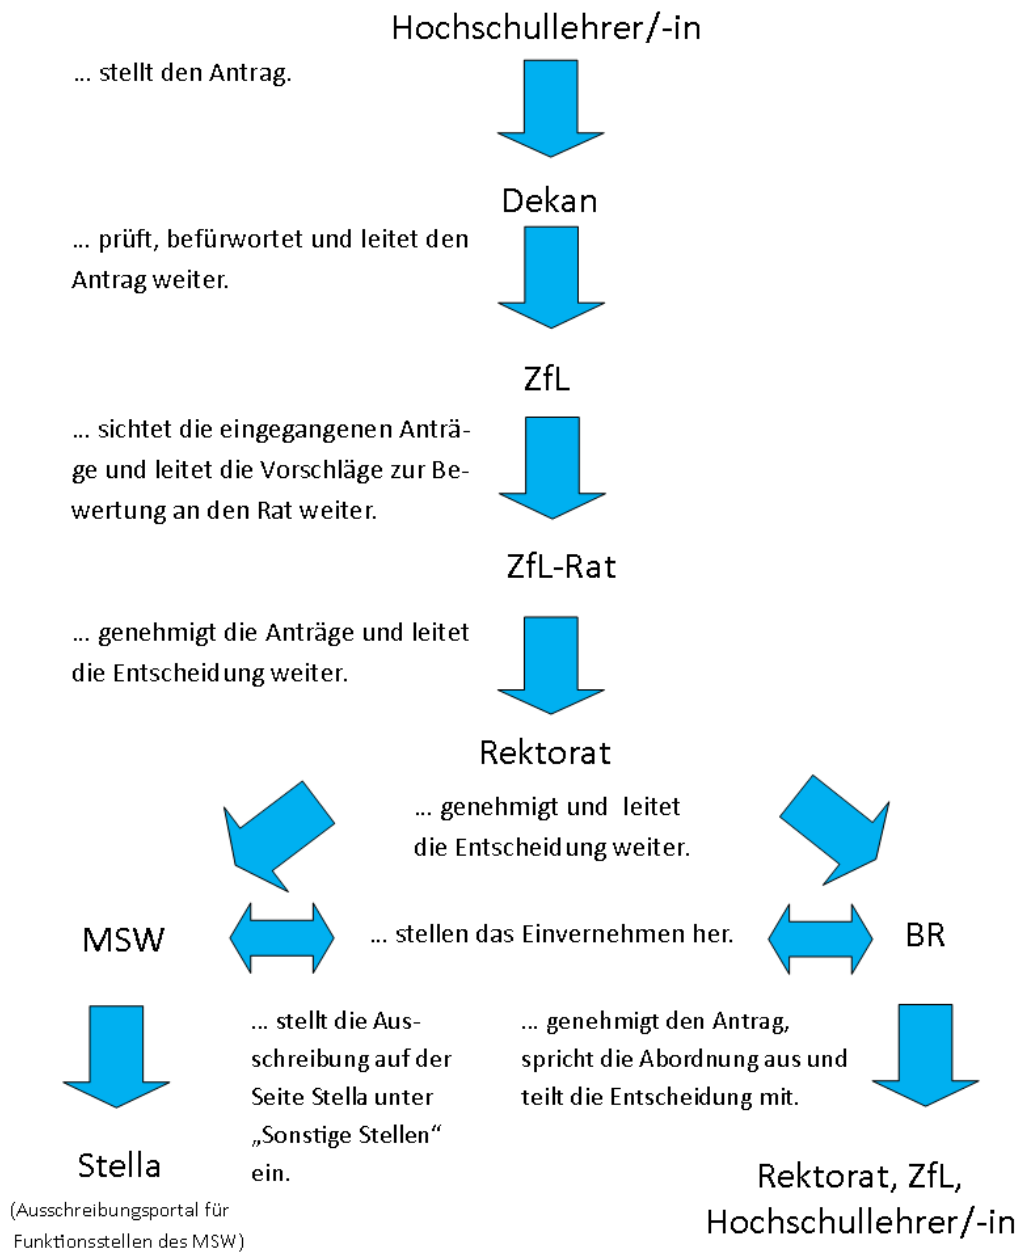 Hochschullehrer/-in
... stellt den Antrag.
Dekan
... prüft, befürwortet und leitet den
Antrag weiter.
ZfL
... sichtet die eingegangenen Anträ-
ge und leitet die Vorschläge zur Be-
wertung an den Rat weiter.
ZfL-Rat
... genehmigt die Anträge und leitet
die Entscheidung weiter.
Rektorat
... genehmigt und leitet
die Entscheidung weiter.
MSW
... stellen das Einvernehmen her.
BR
... stellt die Aus-
schreibung auf der
Seite Stella unter
„Sonstige Stellen“
ein.
... genehmigt den Antrag,
spricht die Abordnung aus und
teilt die Entscheidung mit.
Stella
(Ausschreibungsportal für
Funktionsstellen des MSW)
Rektorat, ZfL,
Hochschullehrer/-in